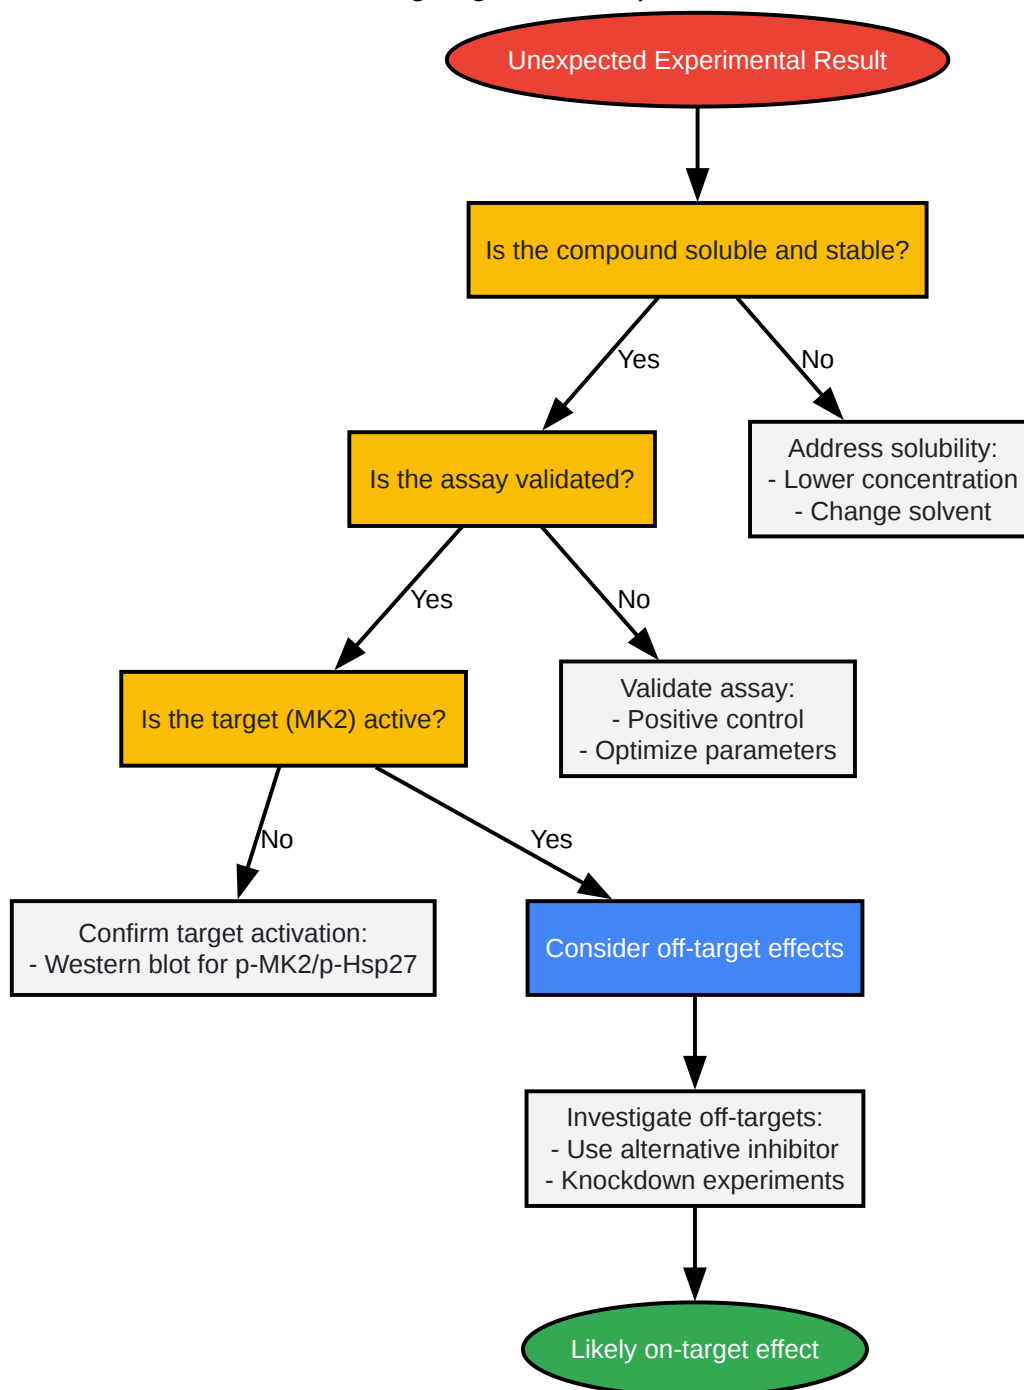 Unexpected Experimental Result
Is the compound soluble and stable?
Yes
No
Address solubility:
- Lower concentration
- Change solvent
Is the assay validated?
Yes
No
Validate assay:
- Positive control
- Optimize parameters
Is the target (MK2) active?
No
Yes
Confirm target activation:
- Western blot for p-MK2/p-Hsp27
Consider off-target effects
Investigate off-targets:
- Use alternative inhibitor
- Knockdown experiments
Likely on-target effect